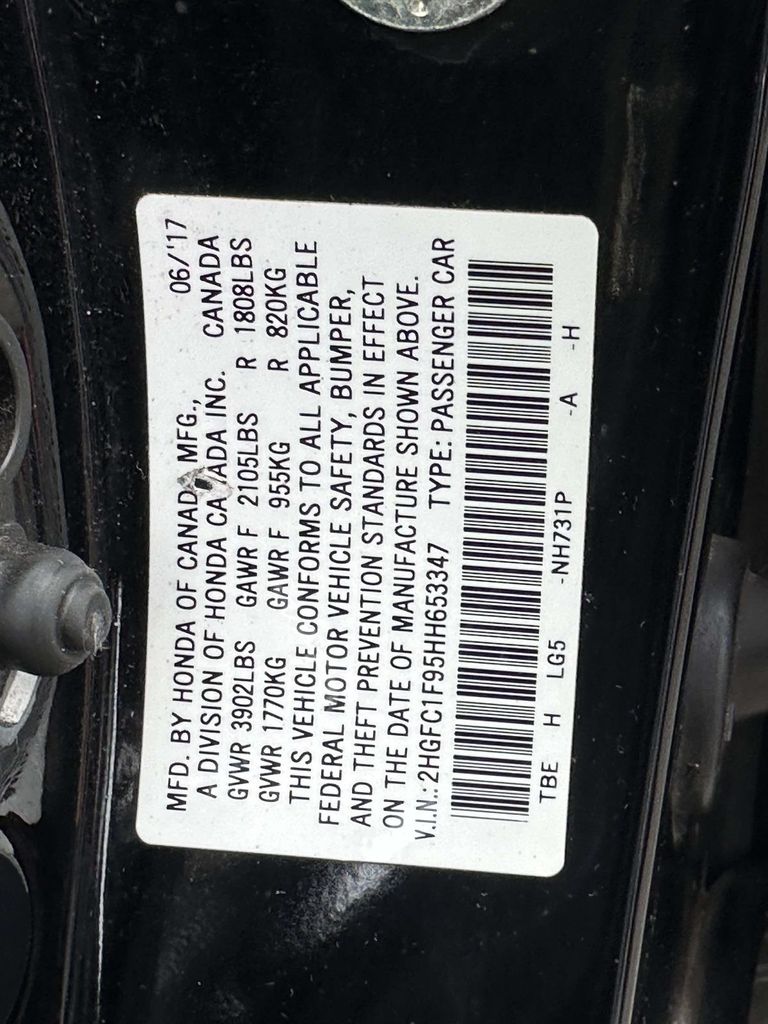 MFD. BY HONDA OF CANADA MFG., 06/'17
A DIVISION OF HONDA CANADA INC. CANADA
GVWR 3902LBS GAWR F 2105LBS R 1808LBS
GVWR 1770KG GAWR F 955KG R 820KG
THIS VEHICLE CONFORMS TO ALL APPLICABLE
FEDERAL MOTOR VEHICLE SAFETY, BUMPER,
AND THEFT PREVENTION STANDARDS IN EFFECT
ON THE DATE OF MANUFACTURE SHOWN ABOVE.
V.I.N.: 2HGFC1F95HH653347 TYPE: PASSENGER CAR
TBE H LG5 -NH731P -A -H